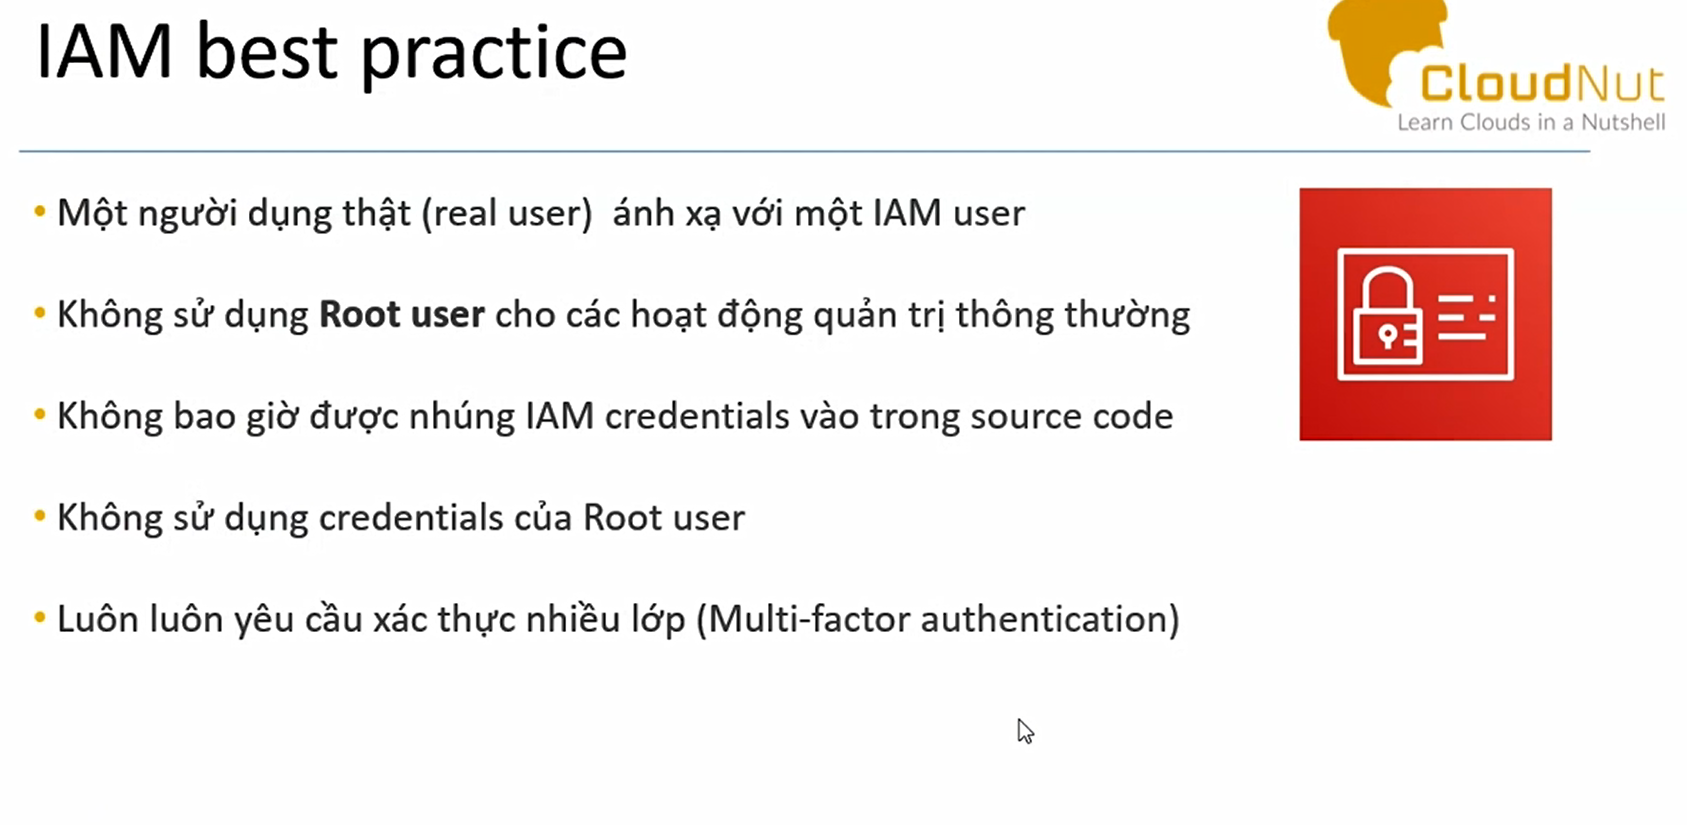 IAM best practice
CloudNut
Learn Clouds in a Nutshell
• Một người dụng thật (real user) ánh xạ với một IAM user
• Không sử dụng Root user cho các hoạt động quản trị thông thường
• Không bao giờ được nhúng IAM credentials vào trong source code
• Không sử dụng credentials của Root user
• Luôn luôn yêu cầu xác thực nhiều lớp (Multi-factor authentication)